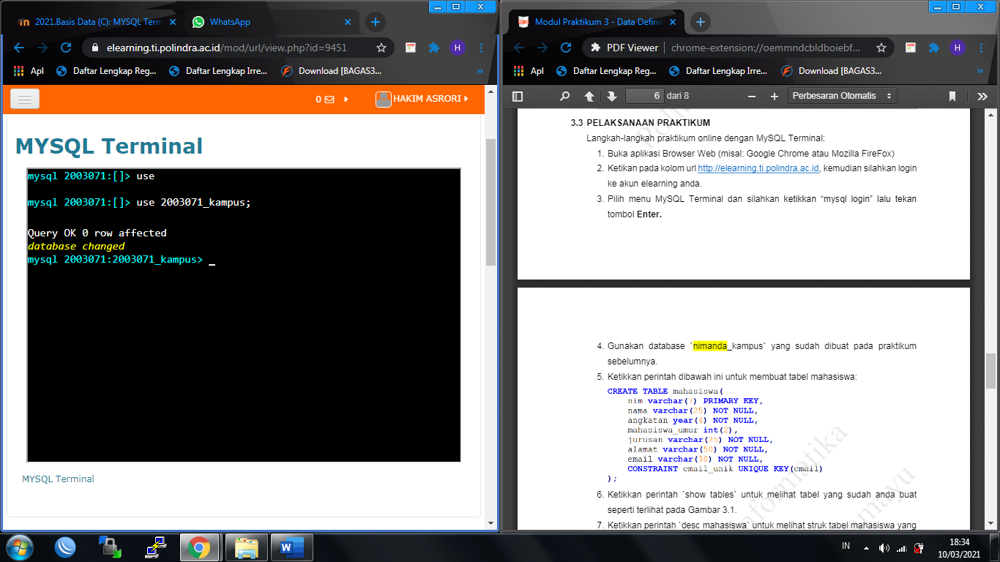 2021.Basis Data (C): MYSQL Term
WhatsApp
elearning.ti.polindra.ac.id/mod/url/view.php?id=9451
H
Apl
Daftar Lengkap Reg...
Daftar Lengkap Irre...
Download [BAGAS3...
»
0
HAKIM ASRORI
MYSQL Terminal
mysql 2003071:[]> use
mysql 2003071:[]> use 2003071_kampus;
Query OK 0 row affected
database changed
mysql 2003071:2003071_kampus> _
MYSQL Terminal
Modul Praktikum 3 - Data Defini
PDF Viewer | chrome-extension://oemmndcbldboiebf...
H
Apl
Daftar Lengkap Reg...
Daftar Lengkap Irre...
Download [BAGAS3...
»
6 dari 8
Perbesaran Otomatis
3.3 PELAKSANAAN PRAKTIKUM
Langkah-langkah praktikum online dengan MySQL Terminal:
1. Buka aplikasi Browser Web (misal: Google Chrome atau Mozilla FireFox)
2. Ketikan pada kolom url http://elearning.ti.polindra.ac.id, kemudian silahkan login
ke akun elearning anda.
3. Pilih menu MySQL Terminal dan silahkan ketikkan “mysql login” lalu tekan
tombol Enter.
4. Gunakan database `nimanda_kampus` yang sudah dibuat pada praktikum
sebelumnya.
5. Ketikkan perintah dibawah ini untuk membuat tabel mahasiswa:
CREATE TABLE mahasiswa(
nim varchar(7) PRIMARY KEY,
nama varchar(25) NOT NULL,
angkatan year(4) NOT NULL,
mahasiswa_umur int(2),
jurusan varchar(25) NOT NULL,
alamat varchar(50) NOT NULL,
email varchar(30) NOT NULL,
CONSTRAINT email_unik UNIQUE KEY(email)
);
6. Ketikkan perintah `show tables` untuk melihat tabel yang sudah anda buat
seperti terlihat pada Gambar 3.1.
7. Ketikkan perintah `desc mahasiswa` untuk melihat struk tabel mahasiswa yang
IN
18:34
10/03/2021